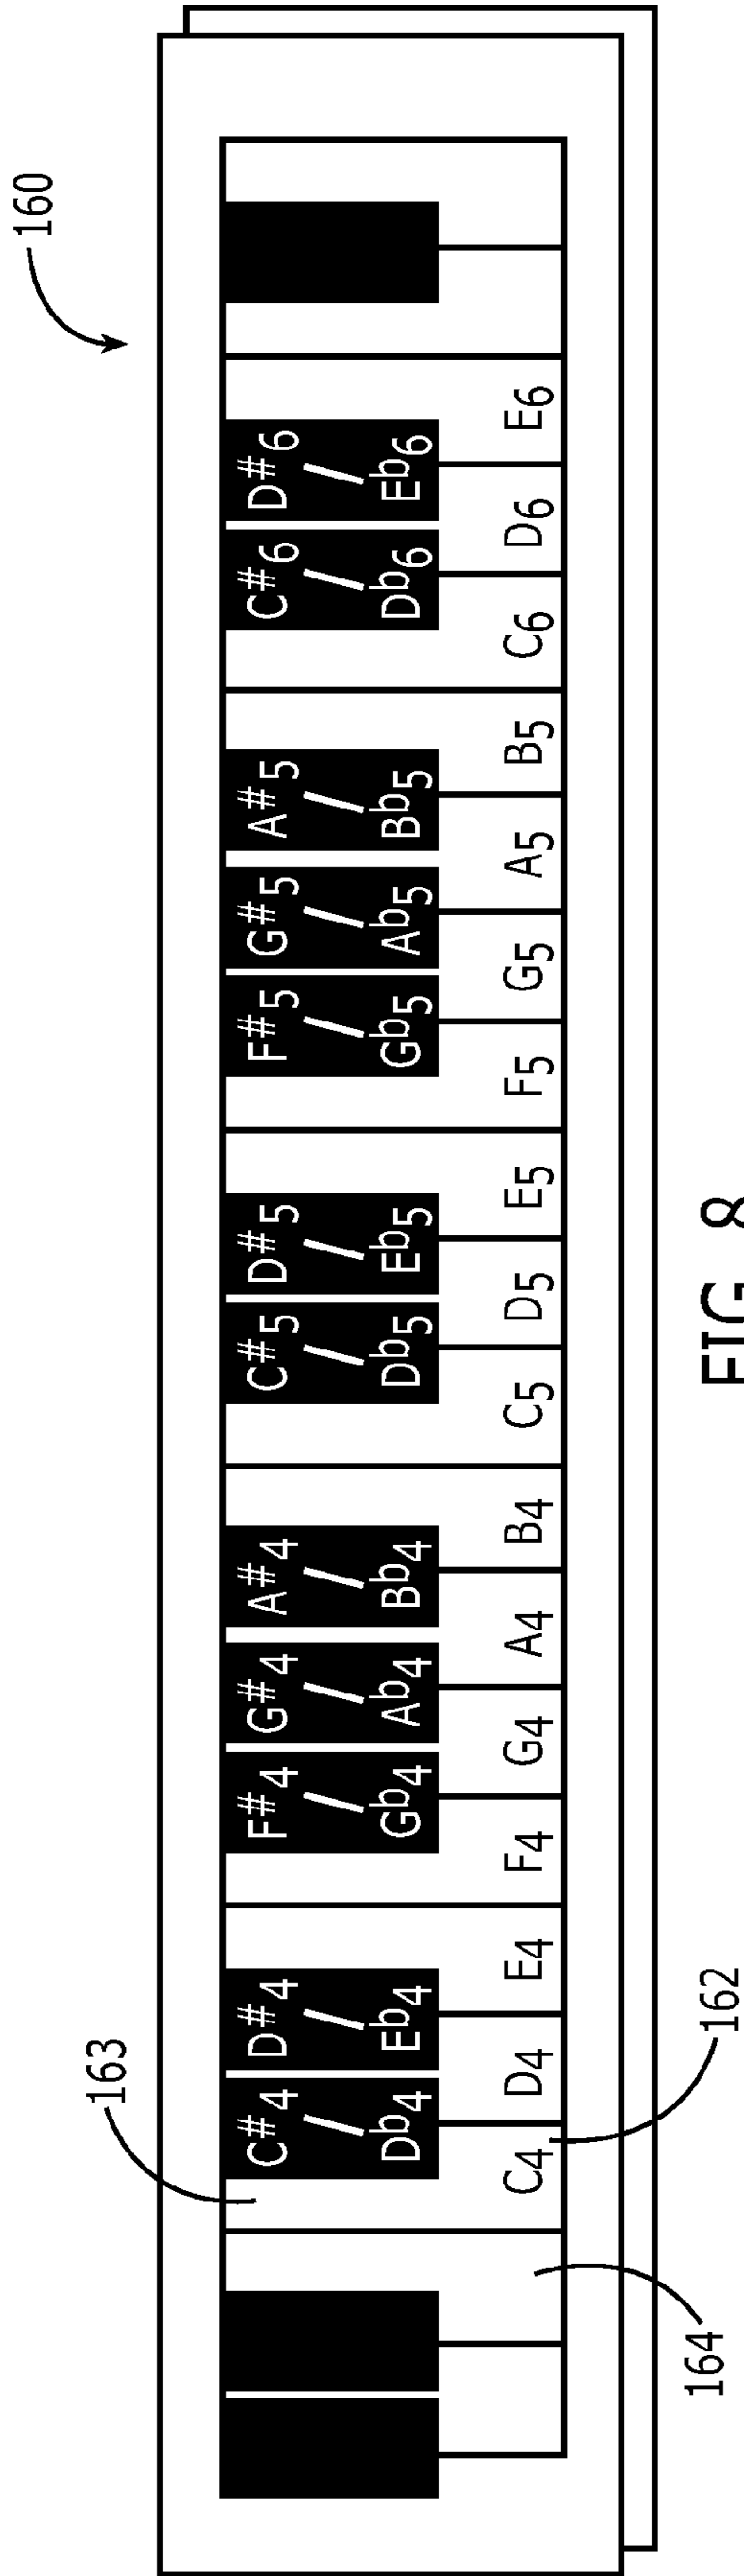 160
163
C#4 / Db4
D#4 / Eb4
F#4 / Gb4
G#4 / Ab4
A#4 / Bb4
C#5 / Db5
D#5 / Eb5
F#5 / Gb5
G#5 / Ab5
A#5 / Bb5
C#6 / Db6
D#6 / Eb6
C4 D4 E4 F4 G4 A4 B4 C5 D5 E5 F5 G5 A5 B5 C6 D6 E6
164
162
FIG. 8